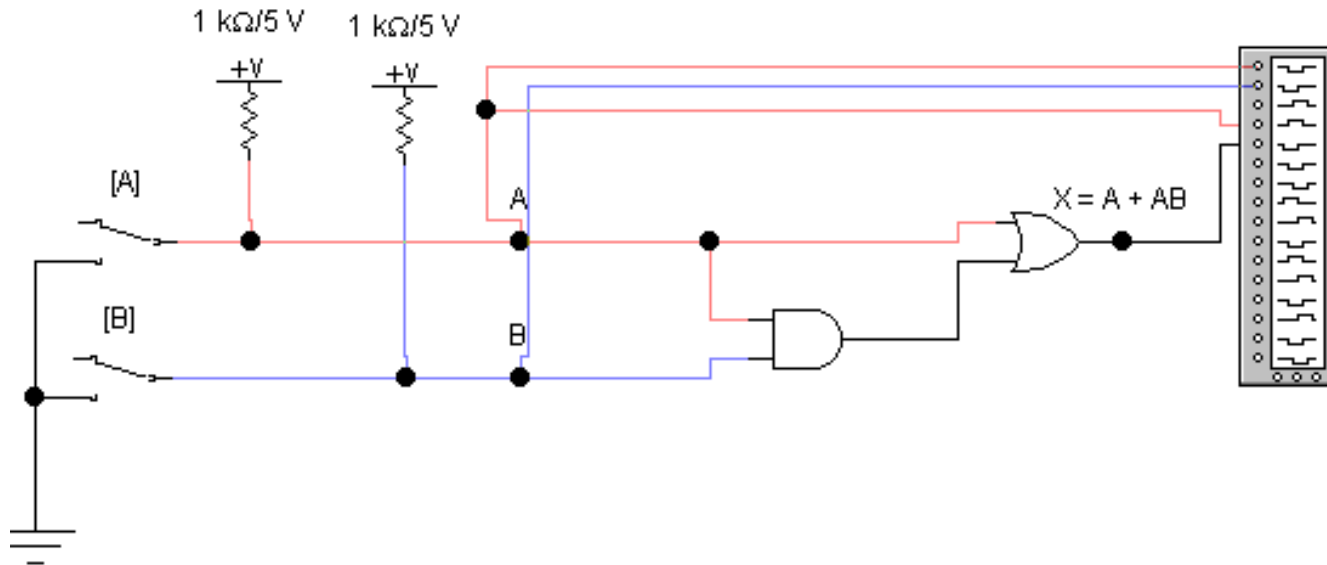 1 kΩ/5 V
1 kΩ/5 V
+V
+V
[A]
A
X = A + AB
[B]
B